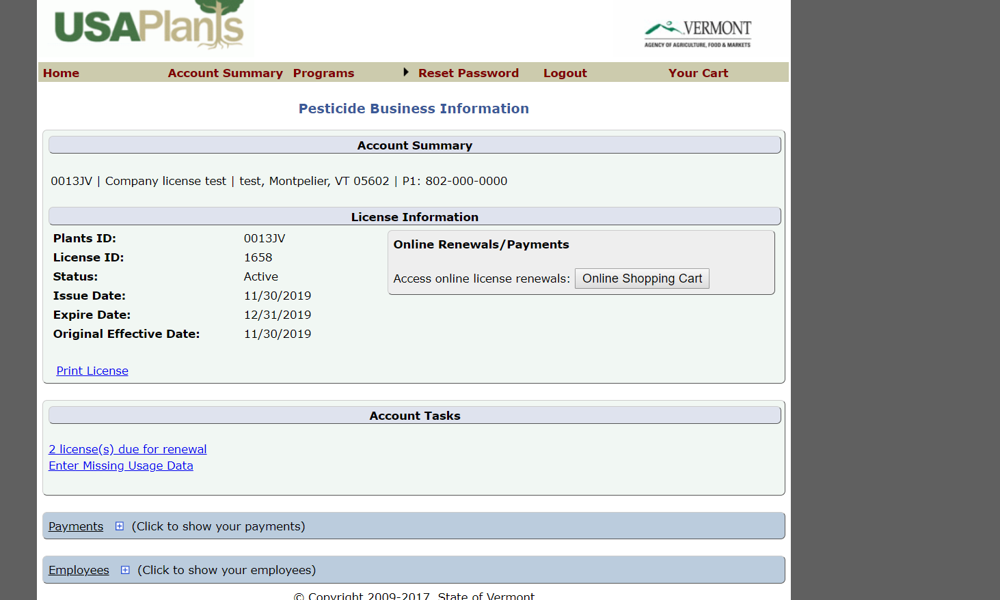 USAPlants
VERMONT
AGENCY OF AGRICULTURE, FOOD & MARKETS
Home Account Summary Programs Reset Password Logout Your Cart
Pesticide Business Information
Account Summary
0013JV | Company license test | test, Montpelier, VT 05602 | P1: 802-000-0000
License Information
Plants ID: 0013JV
License ID: 1658
Status: Active
Issue Date: 11/30/2019
Expire Date: 12/31/2019
Original Effective Date: 11/30/2019
Online Renewals/Payments
Access online license renewals: Online Shopping Cart
Print License
Account Tasks
2 license(s) due for renewal
Enter Missing Usage Data
Payments (Click to show your payments)
Employees (Click to show your employees)
© Copyright 2009-2017, State of Vermont